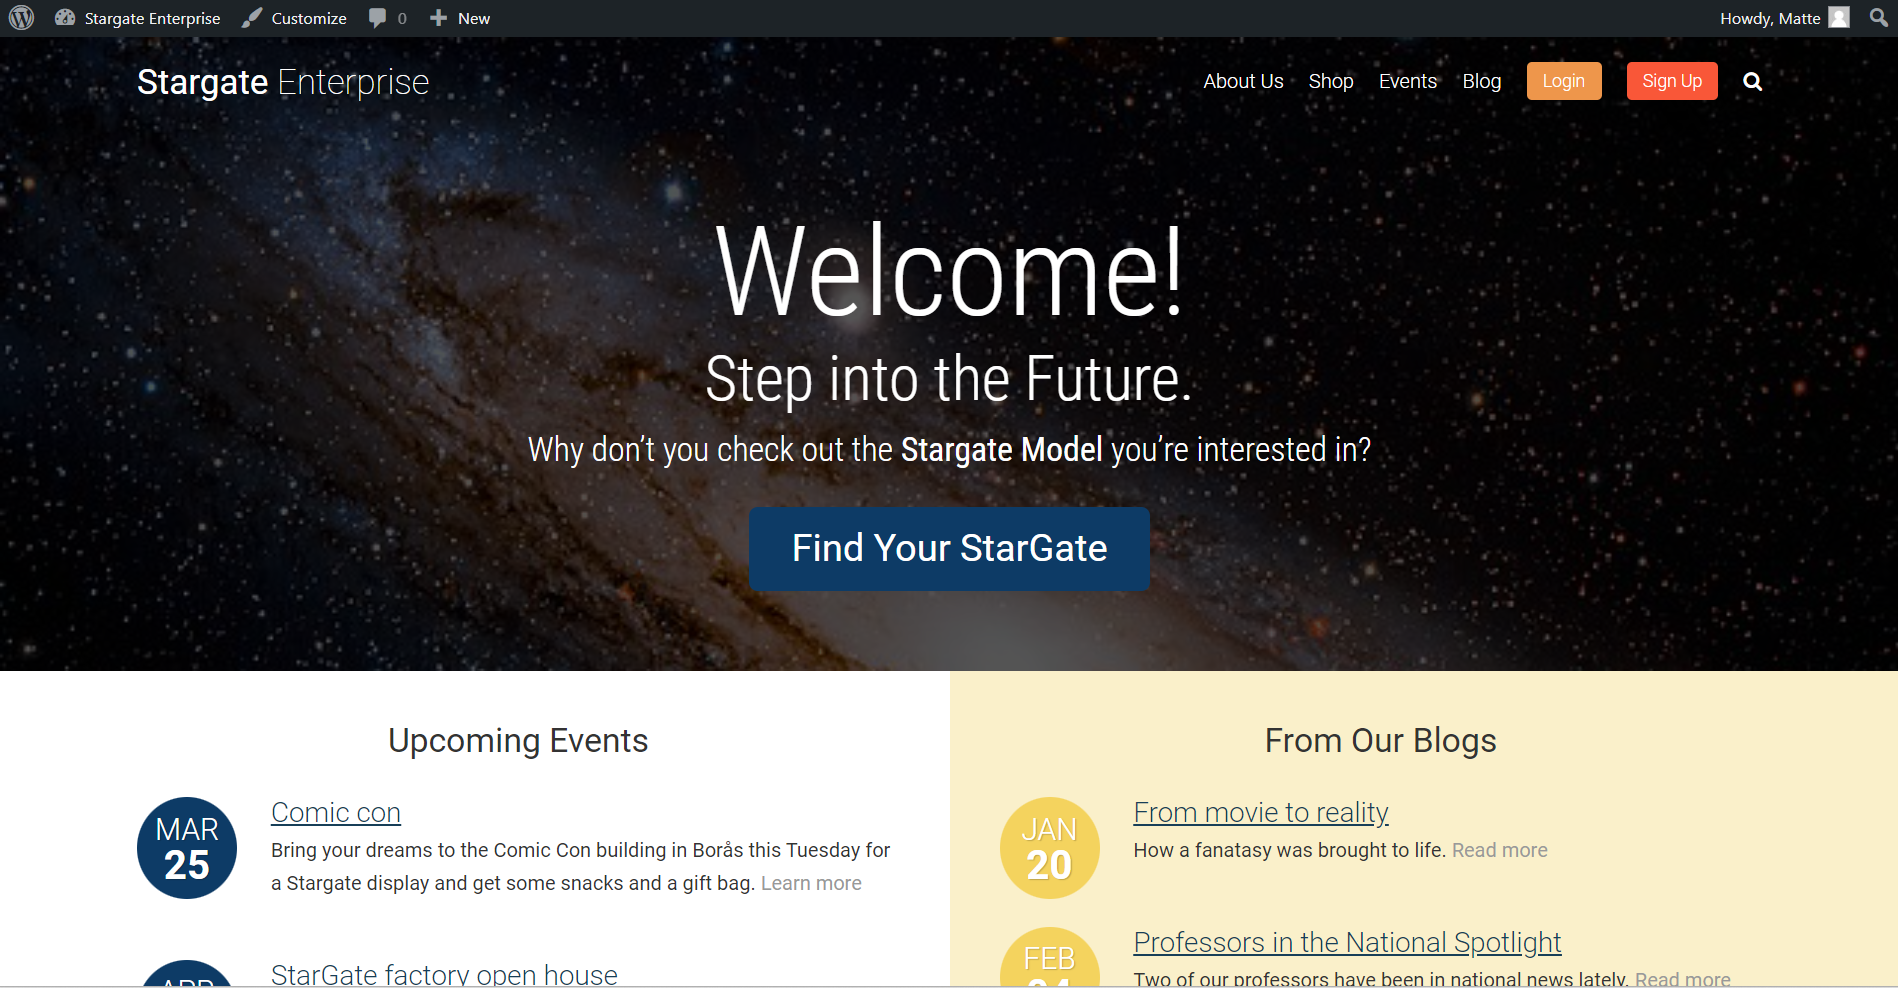 Stargate Enterprise Customize 0 New Howdy, Matte
Stargate Enterprise
About Us Shop Events Blog Login Sign Up
Welcome!
Step into the Future.
Why don’t you check out the Stargate Model you’re interested in?
Find Your StarGate
Upcoming Events
MAR
25
Comic con
Bring your dreams to the Comic Con building in Borås this Tuesday for
a Stargate display and get some snacks and a gift bag. Learn more
APR
StarGate factory open house
From Our Blogs
JAN
20
From movie to reality
How a fanatasy was brought to life. Read more
FEB
Professors in the National Spotlight
Two of our professors have been in national news lately. Read more